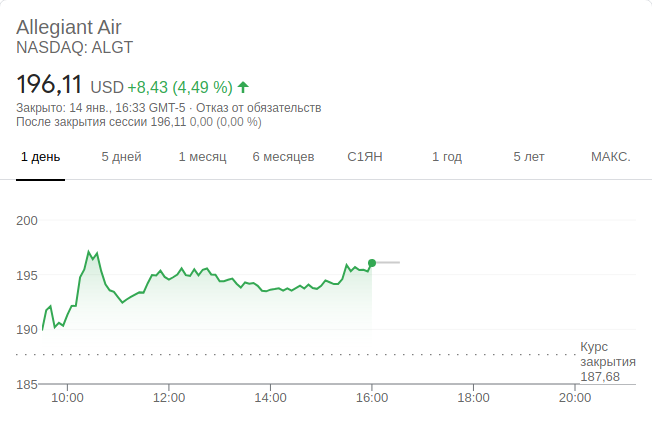 Allegiant Air
NASDAQ: ALGT
196,11 USD +8,43 (4,49 %)
Закрыто: 14 янв., 16:33 GMT-5 · Отказ от обязательств
После закрытия сессии 196,11 0,00 (0,00 %)
1 день 5 дней 1 месяц 6 месяцев С1ЯН 1 год 5 лет МАКС.
200
195
190
Курс
закрытия
187,68
185
10:00 12:00 14:00 16:00 18:00 20:00